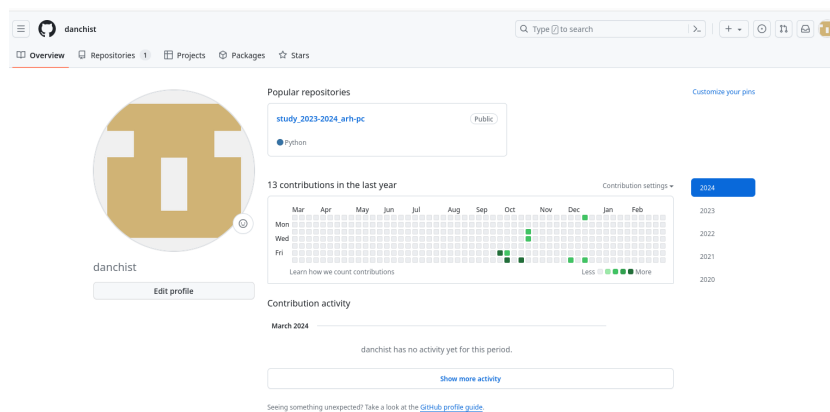 danchist
Type / to search
Overview
Repositories 1
Projects
Packages
Stars
Popular repositories
Customize your pins
study_2023-2024_arh-pc
Public
Python
13 contributions in the last year
Contribution settings
2024
2023
2022
2021
2020
Mar Apr May Jun Jul Aug Sep Oct Nov Dec Jan Feb
Mon
Wed
Fri
Learn how we count contributions
Less More
danchist
Edit profile
Contribution activity
March 2024
danchist has no activity yet for this period.
Show more activity
Seeing something unexpected? Take a look at the GitHub profile guide.